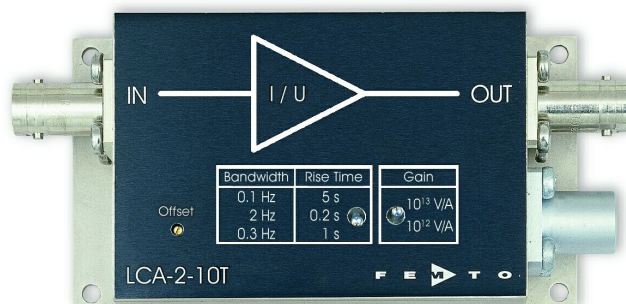 IN I / U OUT
Bandwidth Rise Time Gain
0.1 Hz 5 s 10¹³ V/A
Offset 2 Hz 0.2 s 10¹² V/A
0.3 Hz 1 s
LCA-2-10T FEMTO